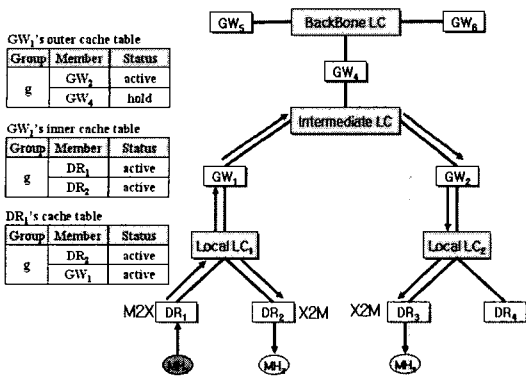 GW₁'s outer cache table
Group Member Status
g
GW₂ active
GW₄ hold
GW₁'s inner cache table
Group Member Status
g
DR₁ active
DR₂ active
DR₁'s cache table
Group Member Status
g
DR₂ active
GW₁ active
GW₅
BackBone LC
GW₆
GW₄
Intermediate LC
GW₁
GW₂
Local LC₁
Local LC₂
M2X
DR₁
DR₂
X2M
X2M
DR₃
DR₄
MH₂